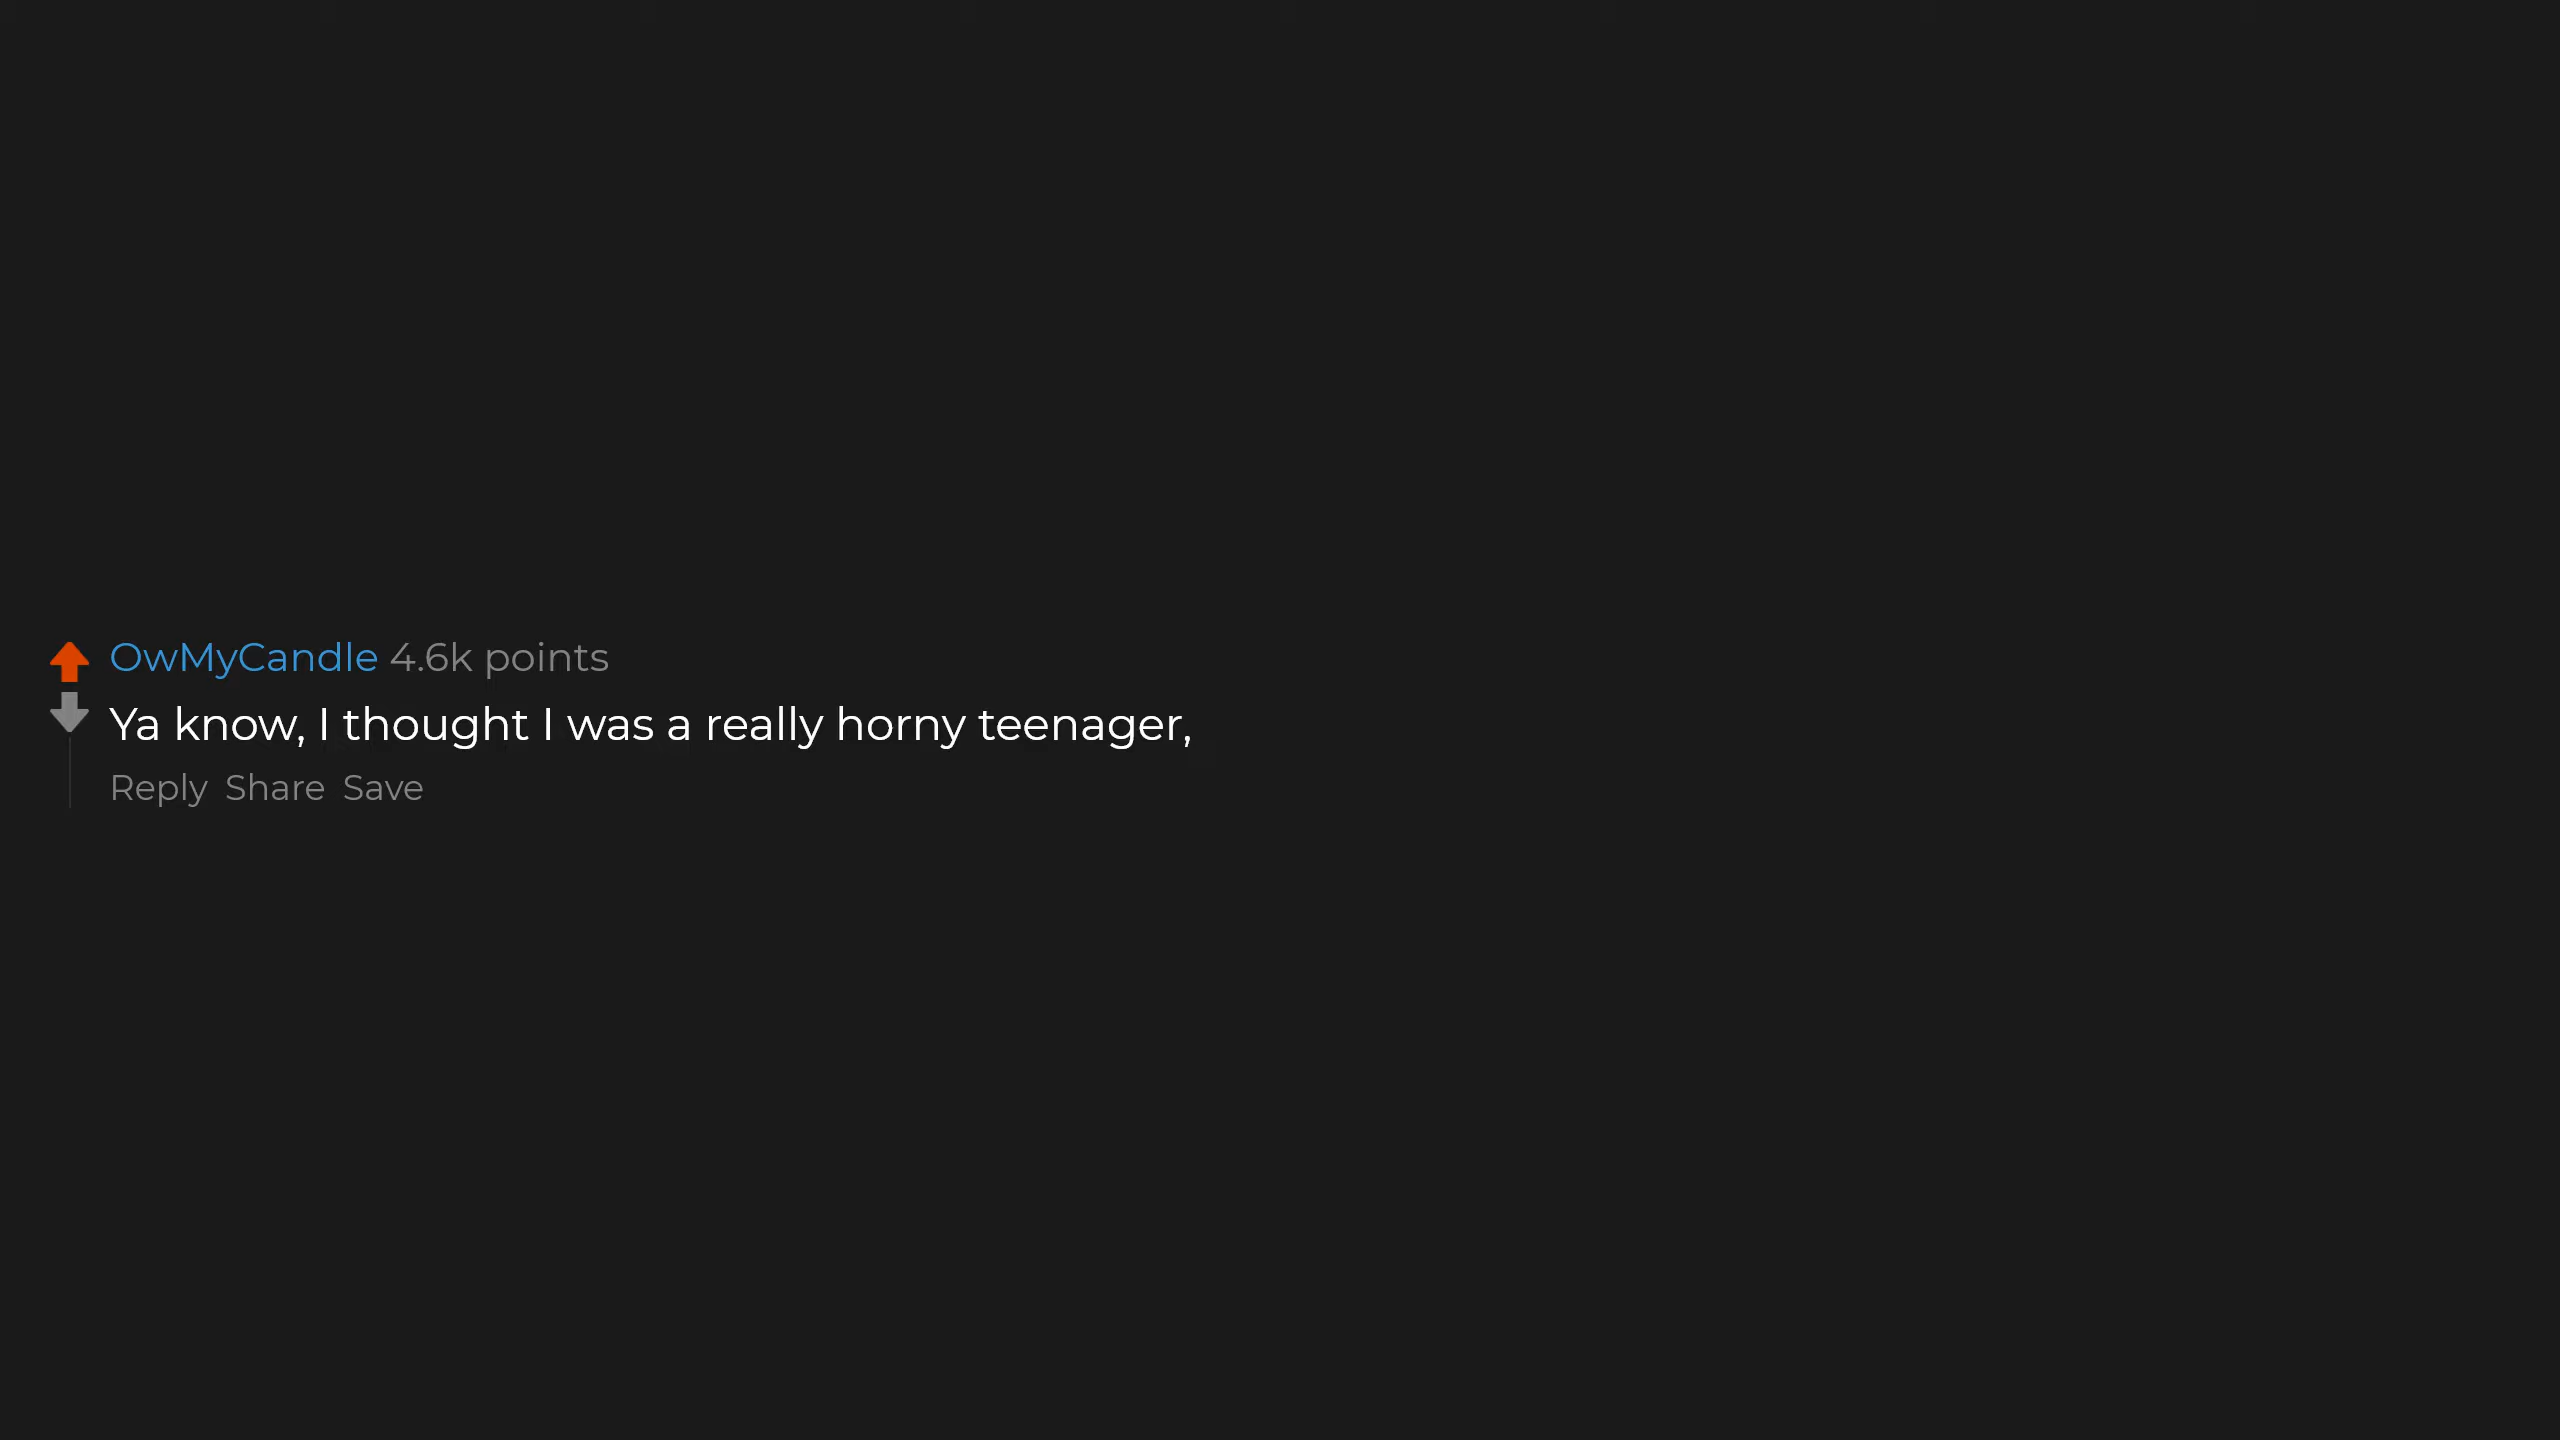 OwMyCandle 4.6k points
Ya know, I thought I was a really horny teenager,
Reply Share Save